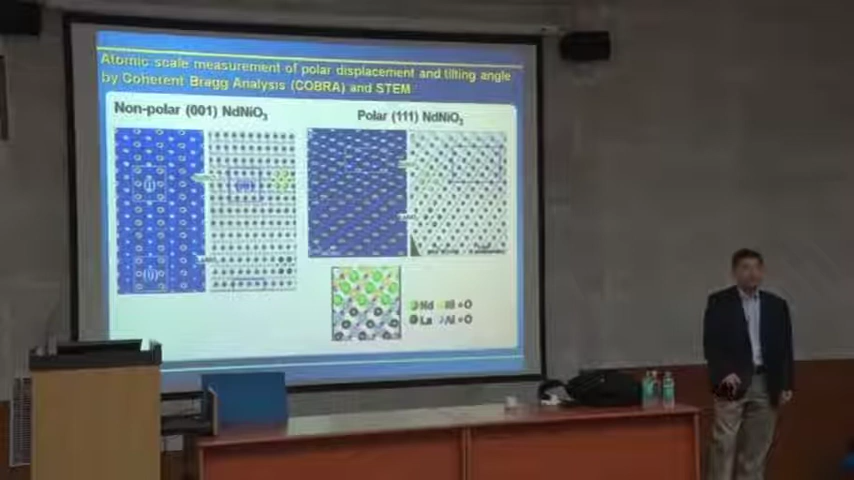 Atomic scale measurement of polar displacement and tilting angle
by Coherent Bragg Analysis (COBRA) and STEM
Non-polar (001) NdNiO₃
Polar (111) NdNiO₃
(i)
(ii)
Nd Ni O
La Al O